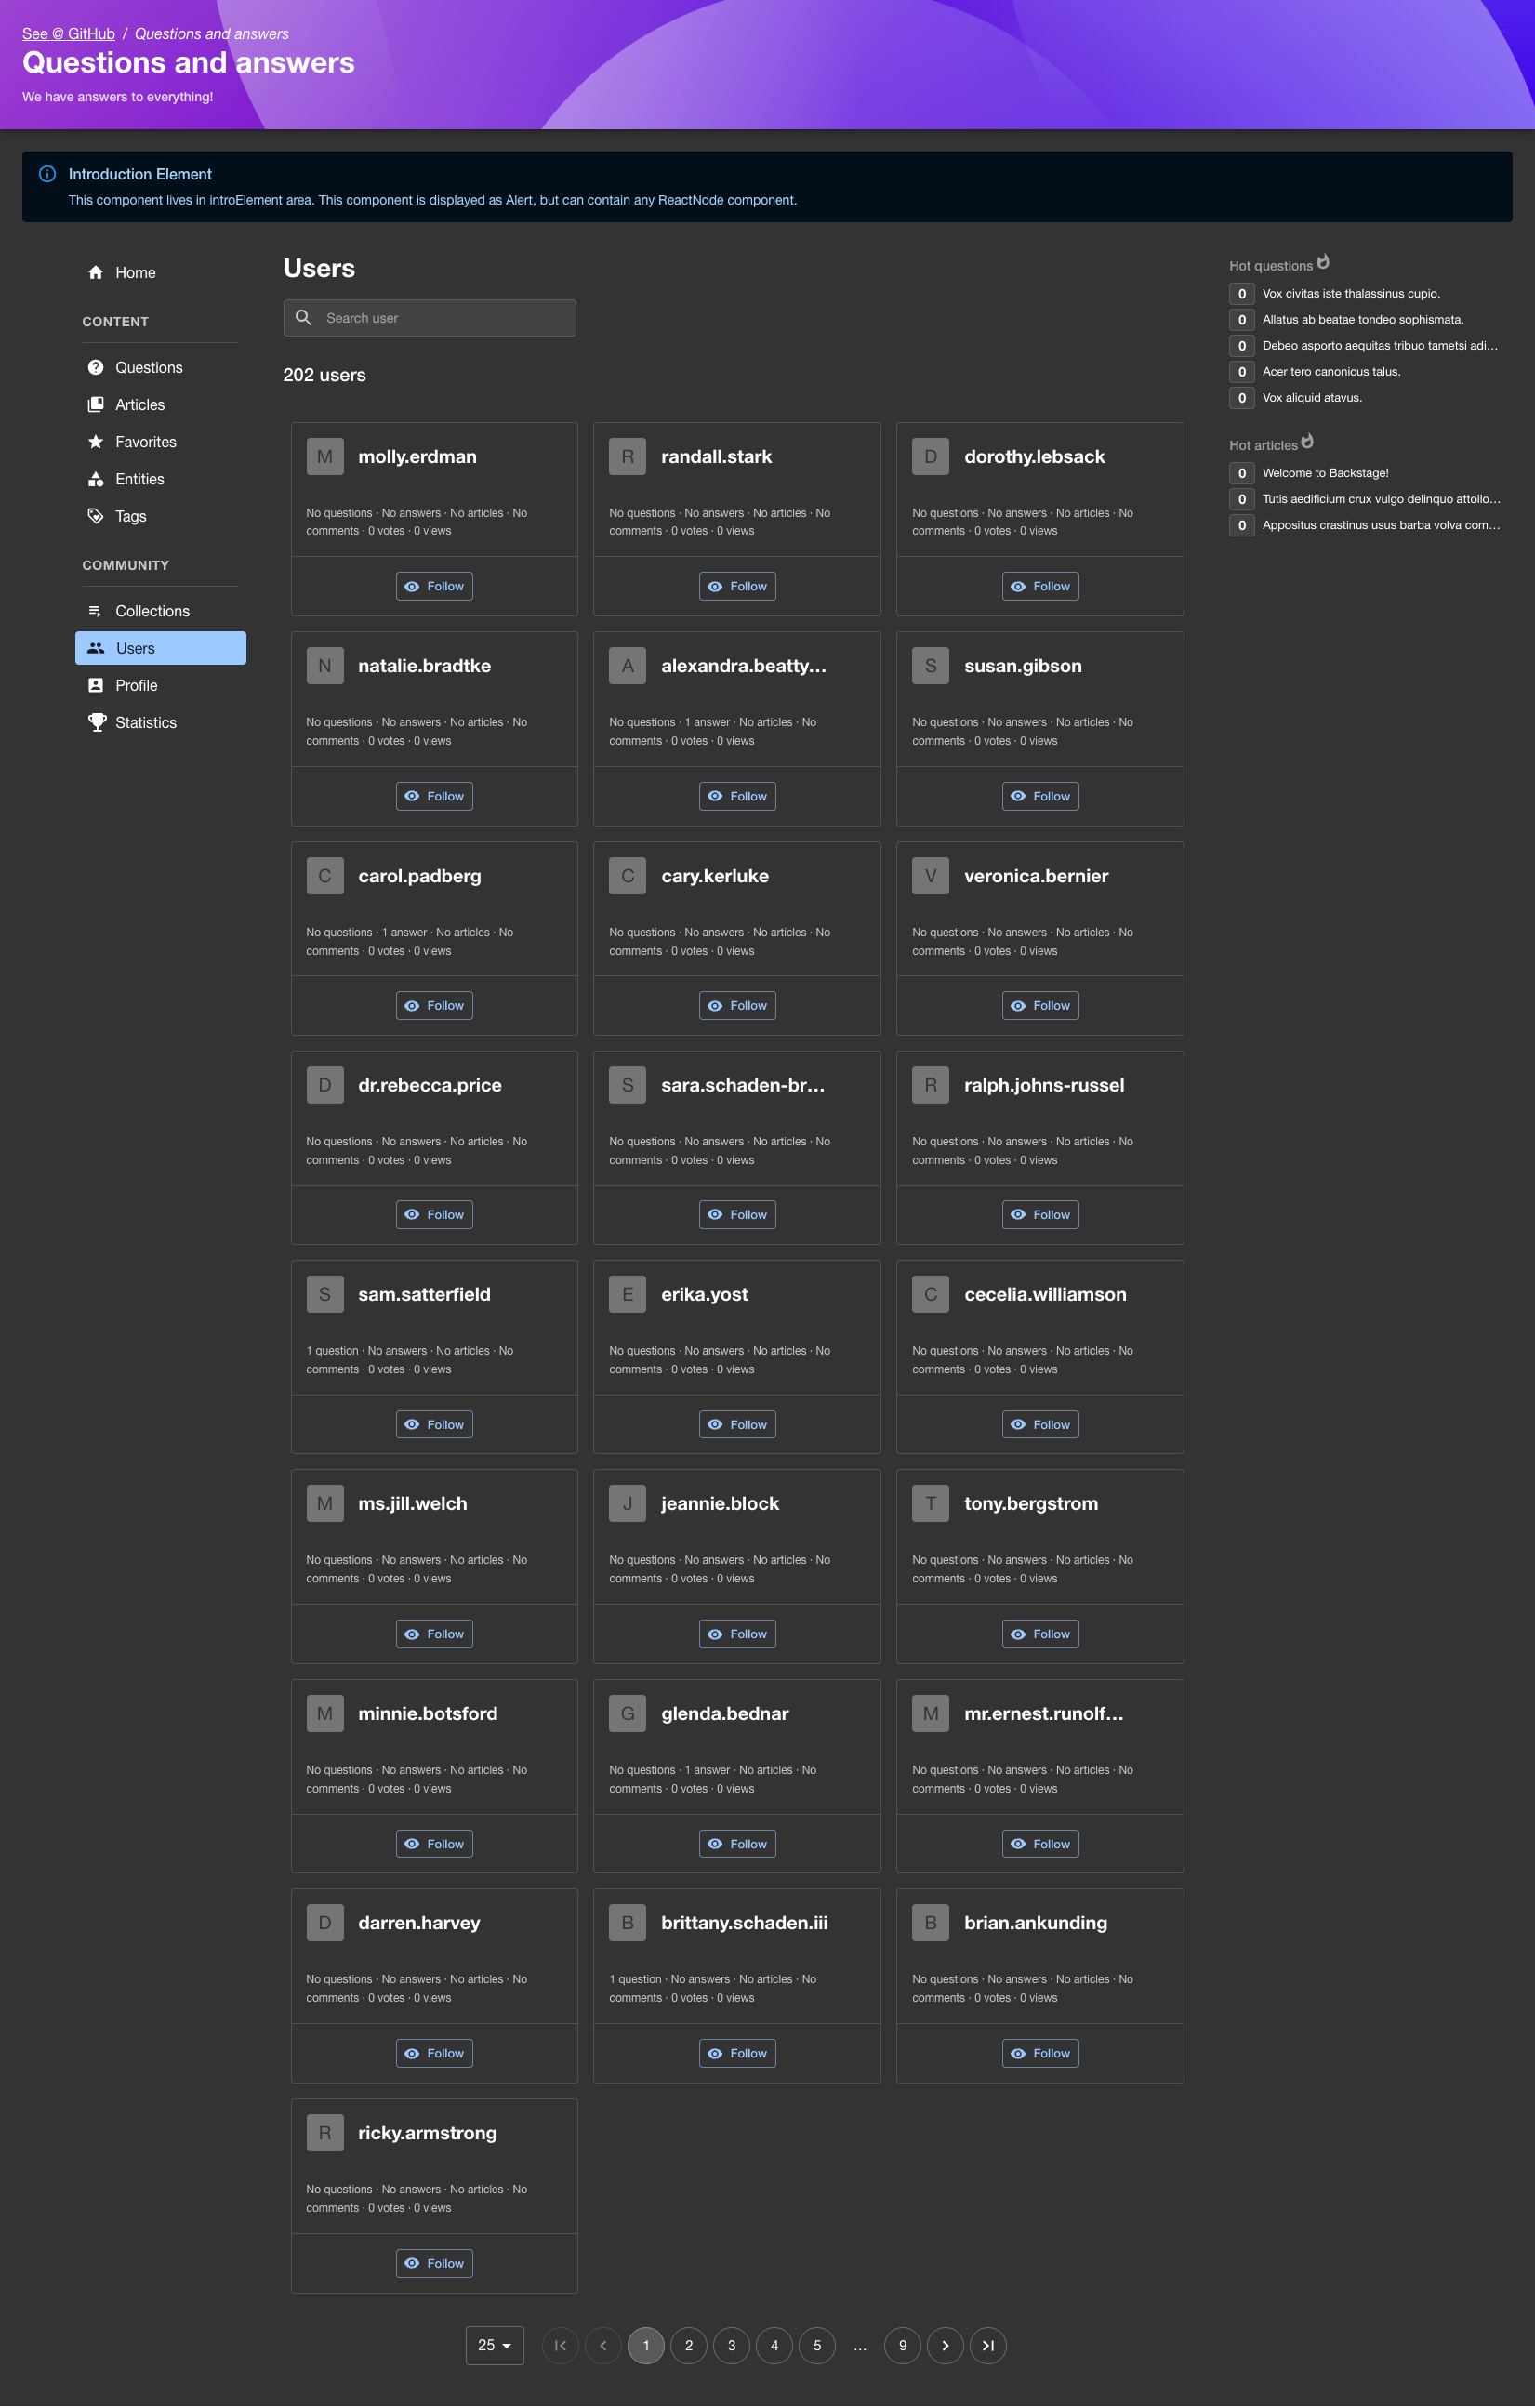 See @ GitHub / Questions and answers
Questions and answers
We have answers to everything!
Introduction Element
This component lives in introElement area. This component is displayed as Alert, but can contain any ReactNode component.
Home
CONTENT
Questions
Articles
Favorites
Entities
Tags
COMMUNITY
Collections
Users
Profile
Statistics
Users
Search user
202 users
M molly.erdman
No questions · No answers · No articles · No
comments · 0 votes · 0 views
Follow
R randall.stark
No questions · No answers · No articles · No
comments · 0 votes · 0 views
Follow
D dorothy.lebsack
No questions · No answers · No articles · No
comments · 0 votes · 0 views
Follow
N natalie.bradtke
No questions · No answers · No articles · No
comments · 0 votes · 0 views
Follow
A alexandra.beatty...
No questions · 1 answer · No articles · No
comments · 0 votes · 0 views
Follow
S susan.gibson
No questions · No answers · No articles · No
comments · 0 votes · 0 views
Follow
C carol.padberg
No questions · 1 answer · No articles · No
comments · 0 votes · 0 views
Follow
C cary.kerluke
No questions · No answers · No articles · No
comments · 0 votes · 0 views
Follow
V veronica.bernier
No questions · No answers · No articles · No
comments · 0 votes · 0 views
Follow
D dr.rebecca.price
No questions · No answers · No articles · No
comments · 0 votes · 0 views
Follow
S sara.schaden-br...
No questions · No answers · No articles · No
comments · 0 votes · 0 views
Follow
R ralph.johns-russel
No questions · No answers · No articles · No
comments · 0 votes · 0 views
Follow
S sam.satterfield
1 question · No answers · No articles · No
comments · 0 votes · 0 views
Follow
E erika.yost
No questions · No answers · No articles · No
comments · 0 votes · 0 views
Follow
C cecelia.williamson
No questions · No answers · No articles · No
comments · 0 votes · 0 views
Follow
M ms.jill.welch
No questions · No answers · No articles · No
comments · 0 votes · 0 views
Follow
J jeannie.block
No questions · No answers · No articles · No
comments · 0 votes · 0 views
Follow
T tony.bergstrom
No questions · No answers · No articles · No
comments · 0 votes · 0 views
Follow
M minnie.botsford
No questions · No answers · No articles · No
comments · 0 votes · 0 views
Follow
G glenda.bednar
No questions · 1 answer · No articles · No
comments · 0 votes · 0 views
Follow
M mr.ernest.runolf...
No questions · No answers · No articles · No
comments · 0 votes · 0 views
Follow
D darren.harvey
No questions · No answers · No articles · No
comments · 0 votes · 0 views
Follow
B brittany.schaden.iii
1 question · No answers · No articles · No
comments · 0 votes · 0 views
Follow
B brian.ankunding
No questions · No answers · No articles · No
comments · 0 votes · 0 views
Follow
R ricky.armstrong
No questions · No answers · No articles · No
comments · 0 votes · 0 views
Follow
25 1 2 3 4 5 ... 9
Hot questions
0 Vox civitas iste thalassinus cupio.
0 Allatus ab beatae tondeo sophismata.
0 Debeo asporto aequitas tribuo tametsi adi...
0 Acer tero canonicus talus.
0 Vox aliquid atavus.
Hot articles
0 Welcome to Backstage!
0 Tutis aedificium crux vulgo delinquo attollo...
0 Appositus crastinus usus barba volva com...